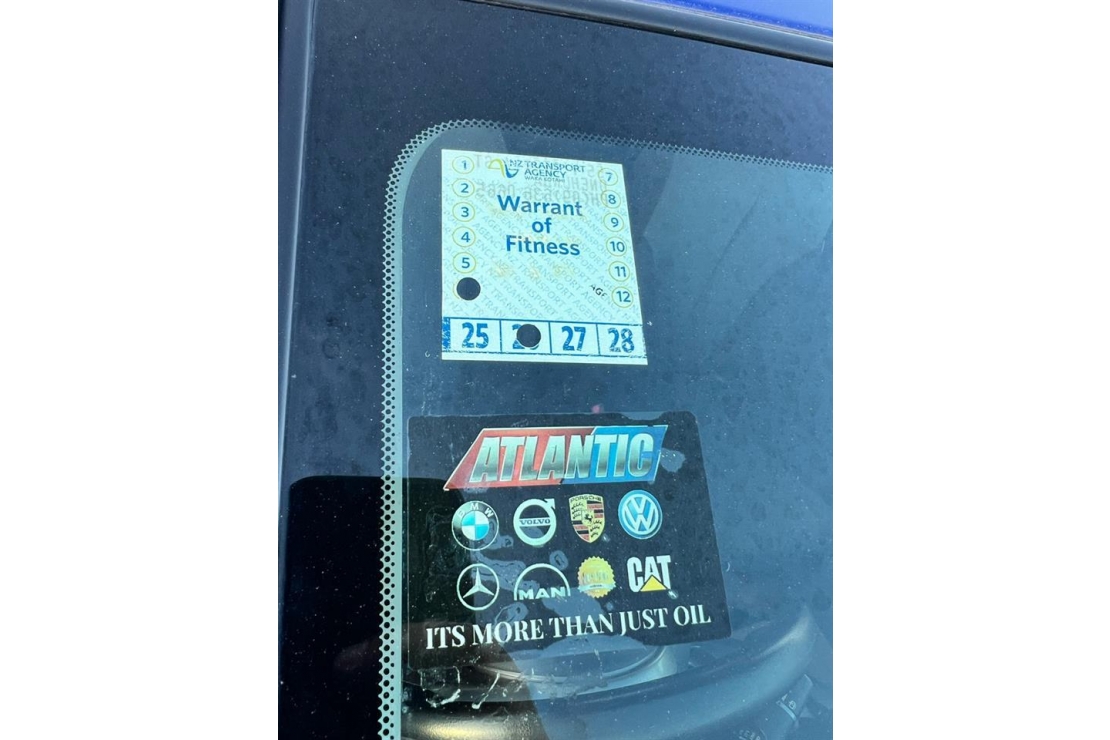 NZ TRANSPORT
AGENCY
WAKA KOTAHI
1
2
3
4
5
7
8
9
10
11
12
Warrant
of
Fitness
25 27 28
ATLANTIC
BMW VOLVO PORSCHE VW
MAN CAT
ITS MORE THAN JUST OIL